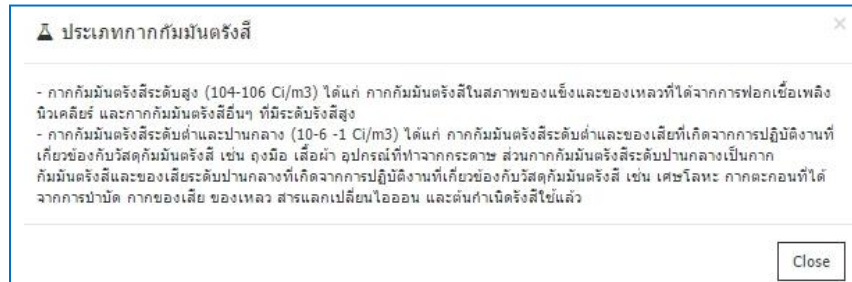 ประเภทกากกัมมันตรังสี
×
- กากกัมมันตรังสีระดับสูง (104-106 Ci/m3) ได้แก่ กากกัมมันตรังสีในสภาพของแข็งและของเหลวที่ได้จากการฟอกเชื้อเพลิง
นิวเคลียร์ และกากกัมมันตรังสีอื่นๆ ที่มีระดับรังสีสูง
- กากกัมมันตรังสีระดับต่ำและปานกลาง (10-6 -1 Ci/m3) ได้แก่ กากกัมมันตรังสีระดับต่ำและของเสียที่เกิดจากการปฏิบัติงานที่
เกี่ยวข้องกับวัสดุกัมมันตรังสี เช่น ถุงมือ เสื้อผ้า อุปกรณ์ที่ทำจากกระดาษ ส่วนกากกัมมันตรังสีระดับปานกลางเป็นกาก
กัมมันตรังสีและของเสียระดับปานกลางที่เกิดจากการปฏิบัติงานที่เกี่ยวข้องกับวัสดุกัมมันตรังสี เช่น เศษโลหะ กากตะกอนที่ได้
จากการบำบัด กากของเสีย ของเหลว สารแลกเปลี่ยนไอออน และต้นกำเนิดรังสีใช้แล้ว
Close